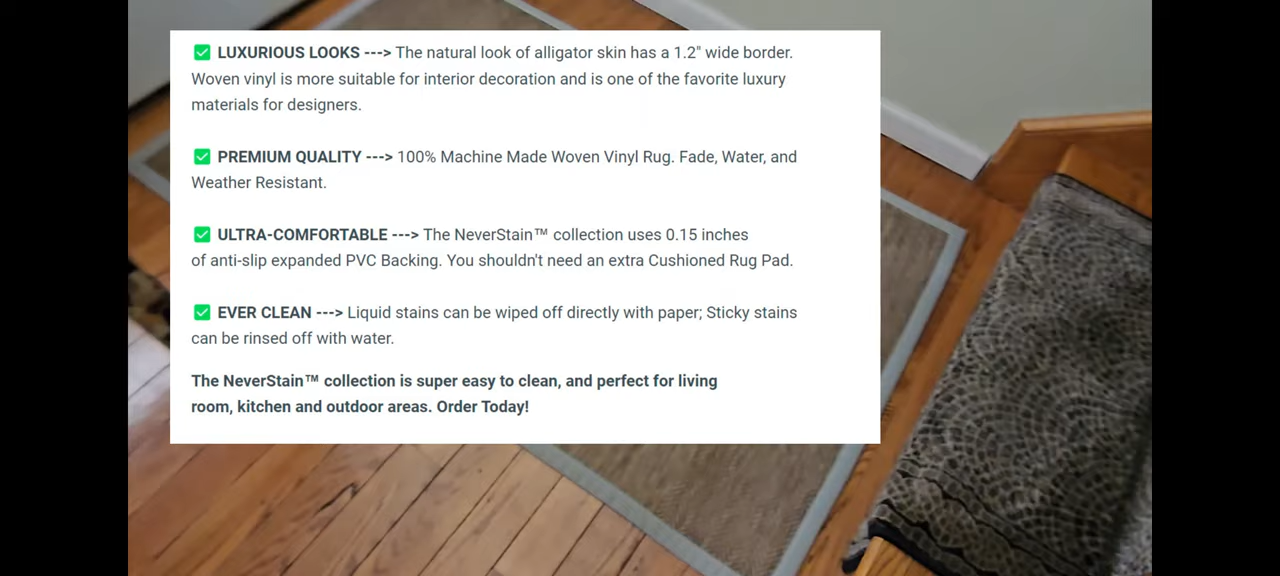 ✅ LUXURIOUS LOOKS ---> The natural look of alligator skin has a 1.2" wide border.
Woven vinyl is more suitable for interior decoration and is one of the favorite luxury
materials for designers.
✅ PREMIUM QUALITY ---> 100% Machine Made Woven Vinyl Rug. Fade, Water, and
Weather Resistant.
✅ ULTRA-COMFORTABLE ---> The NeverStain™ collection uses 0.15 inches
of anti-slip expanded PVC Backing. You shouldn't need an extra Cushioned Rug Pad.
✅ EVER CLEAN ---> Liquid stains can be wiped off directly with paper; Sticky stains
can be rinsed off with water.
The NeverStain™ collection is super easy to clean, and perfect for living
room, kitchen and outdoor areas. Order Today!